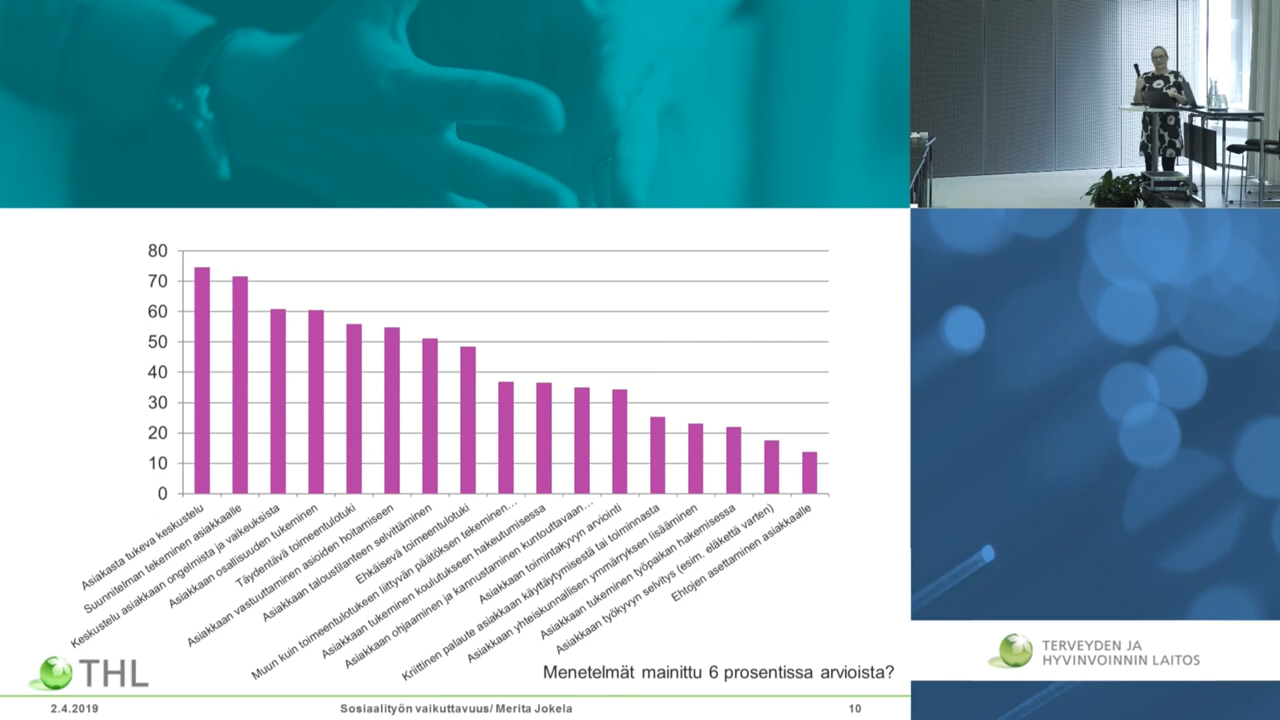 80
70
60
50
40
30
20
10
0
Asiakasta tukeva keskustelu
Suunnitelman tekeminen asiakkaalle
Keskustelu asiakkaan ongelmista ja vaikeuksista
Asiakkaan osallisuuden tukeminen
Täydentävä toimeentulotuki
Asiakkaan vastuuttaminen asioiden hoitamiseen
Asiakkaan taloustilanteen selvittäminen
Ehkäisevä toimeentulotuki
Muun kuin toimeentulotukeen liittyvän päätöksen tekeminen…
Asiakkaan tukeminen koulutukseen hakeutumisessa
Asiakkaan ohjaaminen ja kannustaminen kuntouttavaan…
Asiakkaan toimintakyvyn arviointi
Kriittinen palaute asiakkaan käyttäytymisestä tai toiminnasta
Asiakkaan yhteiskunnallisen ymmärryksen lisääminen
Asiakkaan tukeminen työpaikan hakemisessa
Asiakkaan työkyvyn selvitys (esim. eläkettä varten)
Ehtojen asettaminen asiakkaalle
Menetelmät mainittu 6 prosentissa arvioista?
THL
2.4.2019
Sosiaalityön vaikuttavuus/ Merita Jokela
10
TERVEYDEN JA
HYVINVOINNIN LAITOS